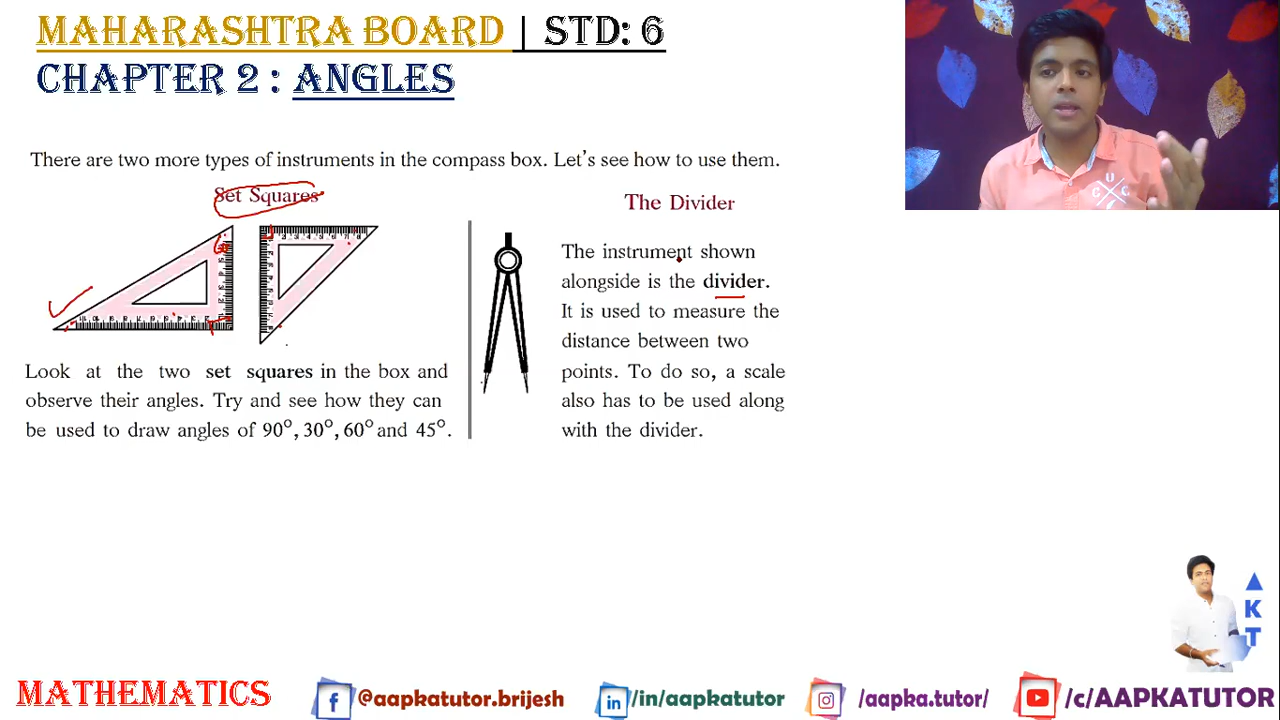 MAHARASHTRA BOARD | STD: 6
CHAPTER 2 : ANGLES
There are two more types of instruments in the compass box. Let's see how to use them.
Set Squares
The Divider
The instrument shown
alongside is the divider.
It is used to measure the
distance between two
points. To do so, a scale
also has to be used along
with the divider.
Look at the two set squares in the box and
observe their angles. Try and see how they can
be used to draw angles of 90°, 30°, 60° and 45°.
AKT
MATHEMATICS
@aapkatutor.brijesh
/in/aapkatutor
/aapka.tutor/
/c/AAPKATUTOR